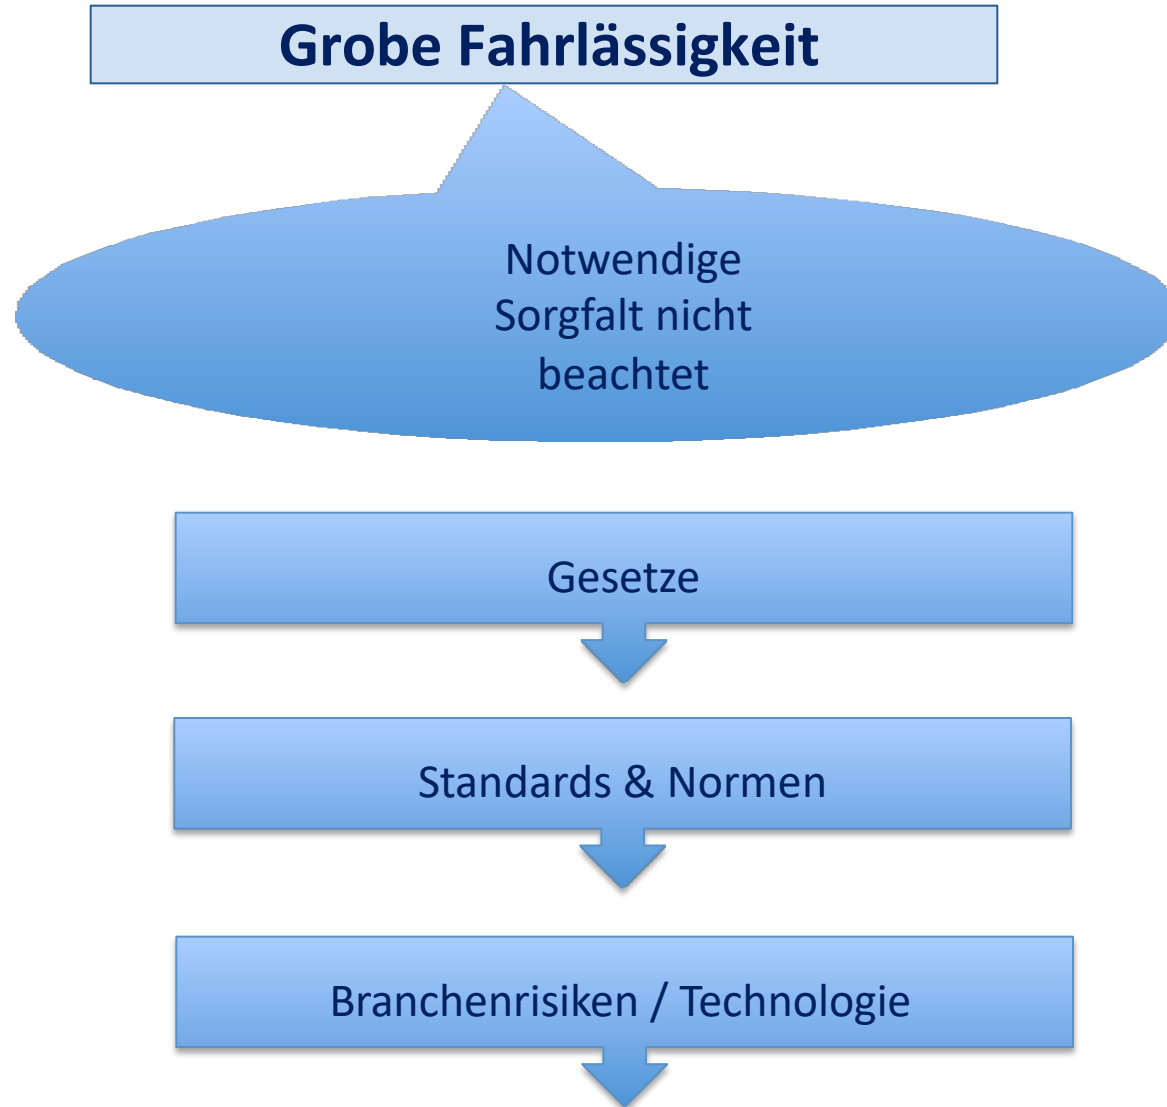 Grobe Fahrlässigkeit
Notwendige
Sorgfalt nicht
beachtet
Gesetze
Standards & Normen
Branchenrisiken / Technologie